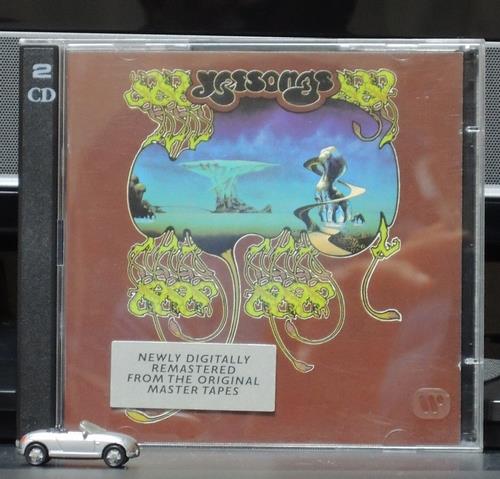 2
CD
Yessongs
NEWLY DIGITALLY
REMASTERED
FROM THE ORIGINAL
MASTER TAPES